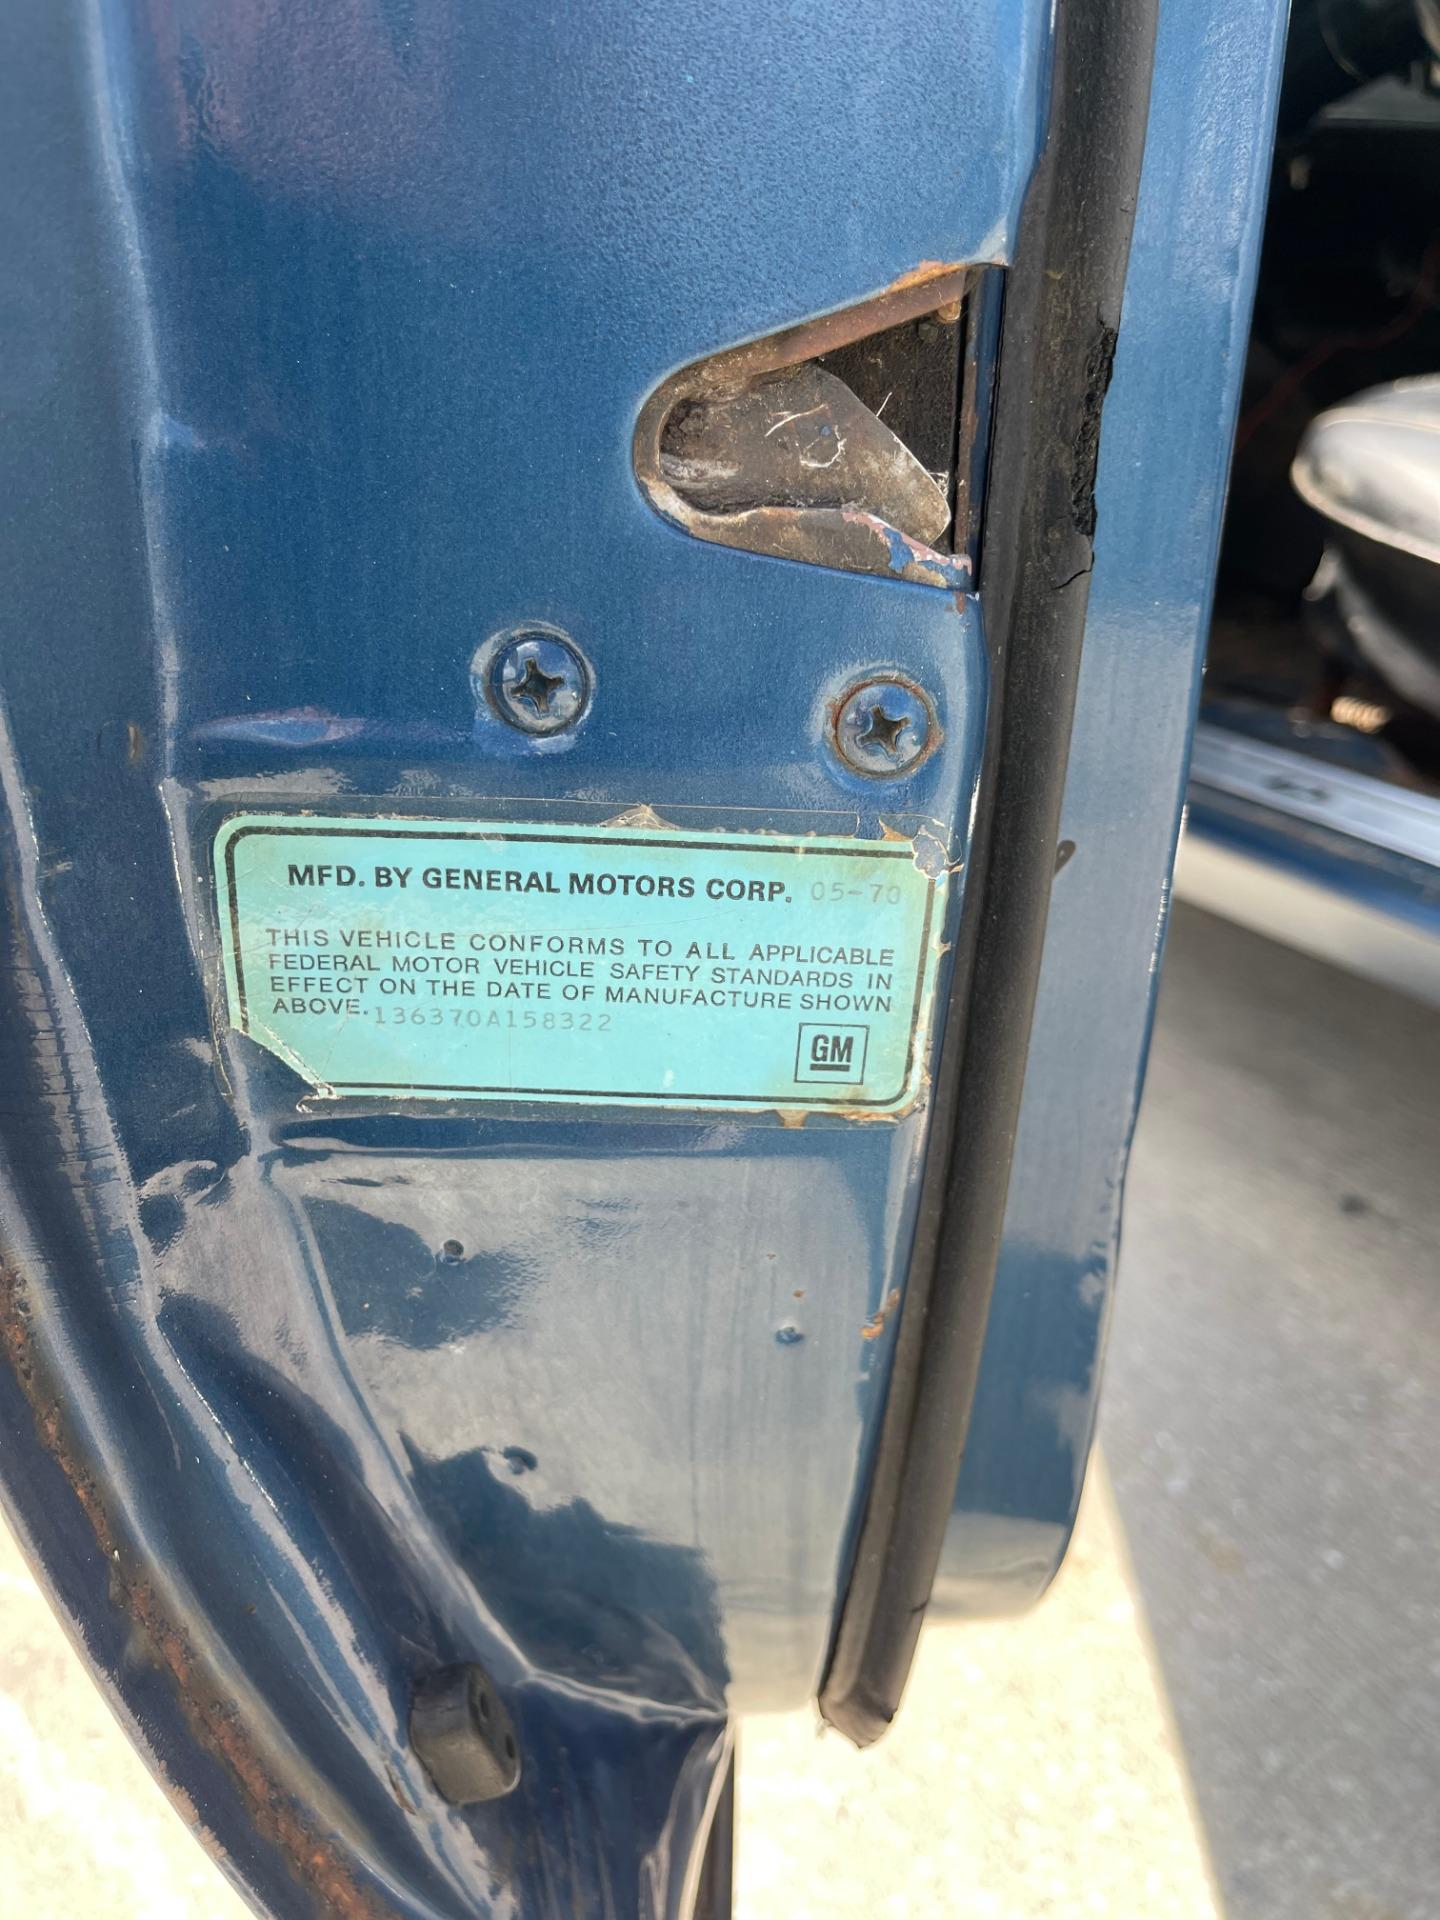 MFD. BY GENERAL MOTORS CORP. 05-70
THIS VEHICLE CONFORMS TO ALL APPLICABLE
FEDERAL MOTOR VEHICLE SAFETY STANDARDS IN
EFFECT ON THE DATE OF MANUFACTURE SHOWN
ABOVE. 136370A158322
GM